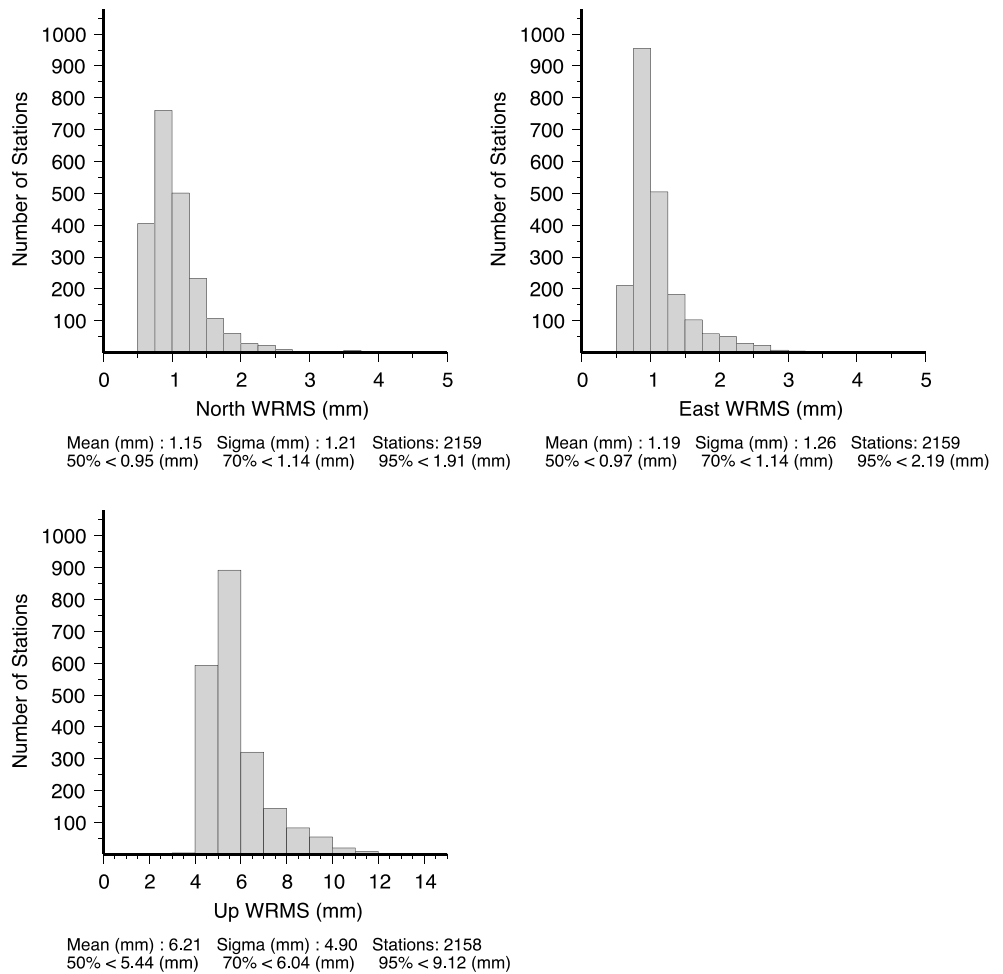 1000
900
800
700
600
500
400
300
200
100
Number of Stations
0 1 2 3 4 5
North WRMS (mm)
Mean (mm) : 1.15 Sigma (mm) : 1.21 Stations: 2159
50% < 0.95 (mm) 70% < 1.14 (mm) 95% < 1.91 (mm)
1000
900
800
700
600
500
400
300
200
100
Number of Stations
0 1 2 3 4 5
East WRMS (mm)
Mean (mm) : 1.19 Sigma (mm) : 1.26 Stations: 2159
50% < 0.97 (mm) 70% < 1.14 (mm) 95% < 2.19 (mm)
1000
900
800
700
600
500
400
300
200
100
Number of Stations
0 2 4 6 8 10 12 14
Up WRMS (mm)
Mean (mm) : 6.21 Sigma (mm) : 4.90 Stations: 2158
50% < 5.44 (mm) 70% < 6.04 (mm) 95% < 9.12 (mm)